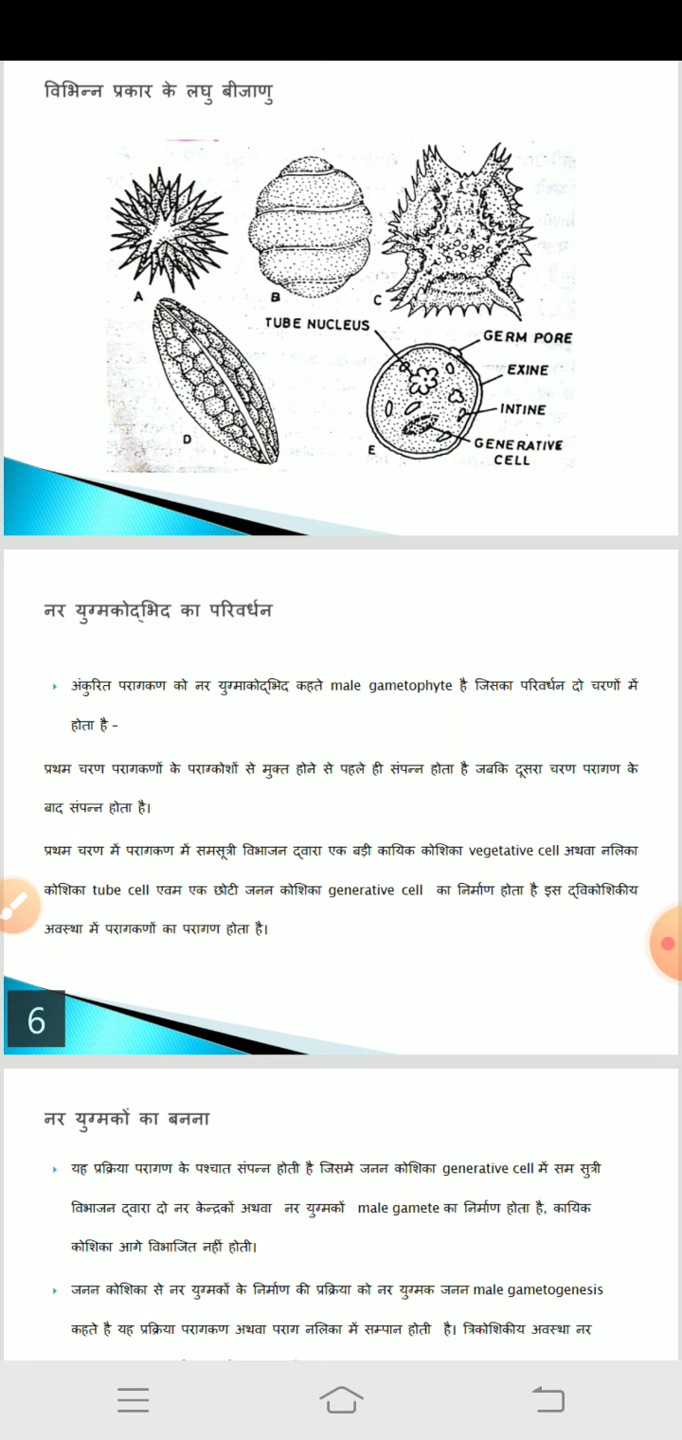 विभिन्न प्रकार के लघु बीजाणु
A
B
C
TUBE NUCLEUS
GERM PORE
EXINE
INTINE
D
E
GENERATIVE
CELL
नर युग्मकोद्भिद का परिवर्धन
अंकुरित परागकण को नर युग्माकोद्भिद कहते male gametophyte है जिसका परिवर्धन दो चरणों में
होता है –
प्रथम चरण परागकणों के पराग्कोशों से मुक्त होने से पहले ही संपन्न होता है जबकि दूसरा चरण परागण के
बाद संपन्न होता है।
प्रथम चरण में परागकण में समसूत्री विभाजन द्वारा एक बड़ी कायिक कोशिका vegetative cell अथवा नलिका
कोशिका tube cell एवम एक छोटी जनन कोशिका generative cell का निर्माण होता है इस द्विकोशिकीय
अवस्था में परागकणों का परागण होता है।
6
नर युग्मकों का बनना
यह प्रक्रिया परागण के पश्चात संपन्न होती है जिसमे जनन कोशिका generative cell में सम सुत्री
विभाजन द्वारा दो नर केन्द्रकों अथवा नर युग्मकों male gamete का निर्माण होता है, कायिक
कोशिका आगे विभाजित नहीं होती।
जनन कोशिका से नर युग्मकों के निर्माण की प्रक्रिया को नर युग्मक जनन male gametogenesis
कहते है यह प्रक्रिया परागकण अथवा पराग नलिका में सम्पान होती है। त्रिकोशिकीय अवस्था नर